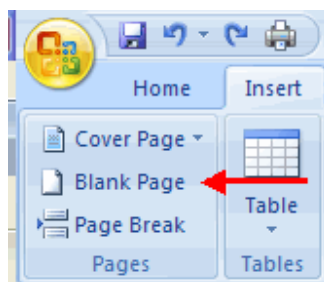 Home Insert
Cover Page
Blank Page
Page Break
Table
Pages Tables